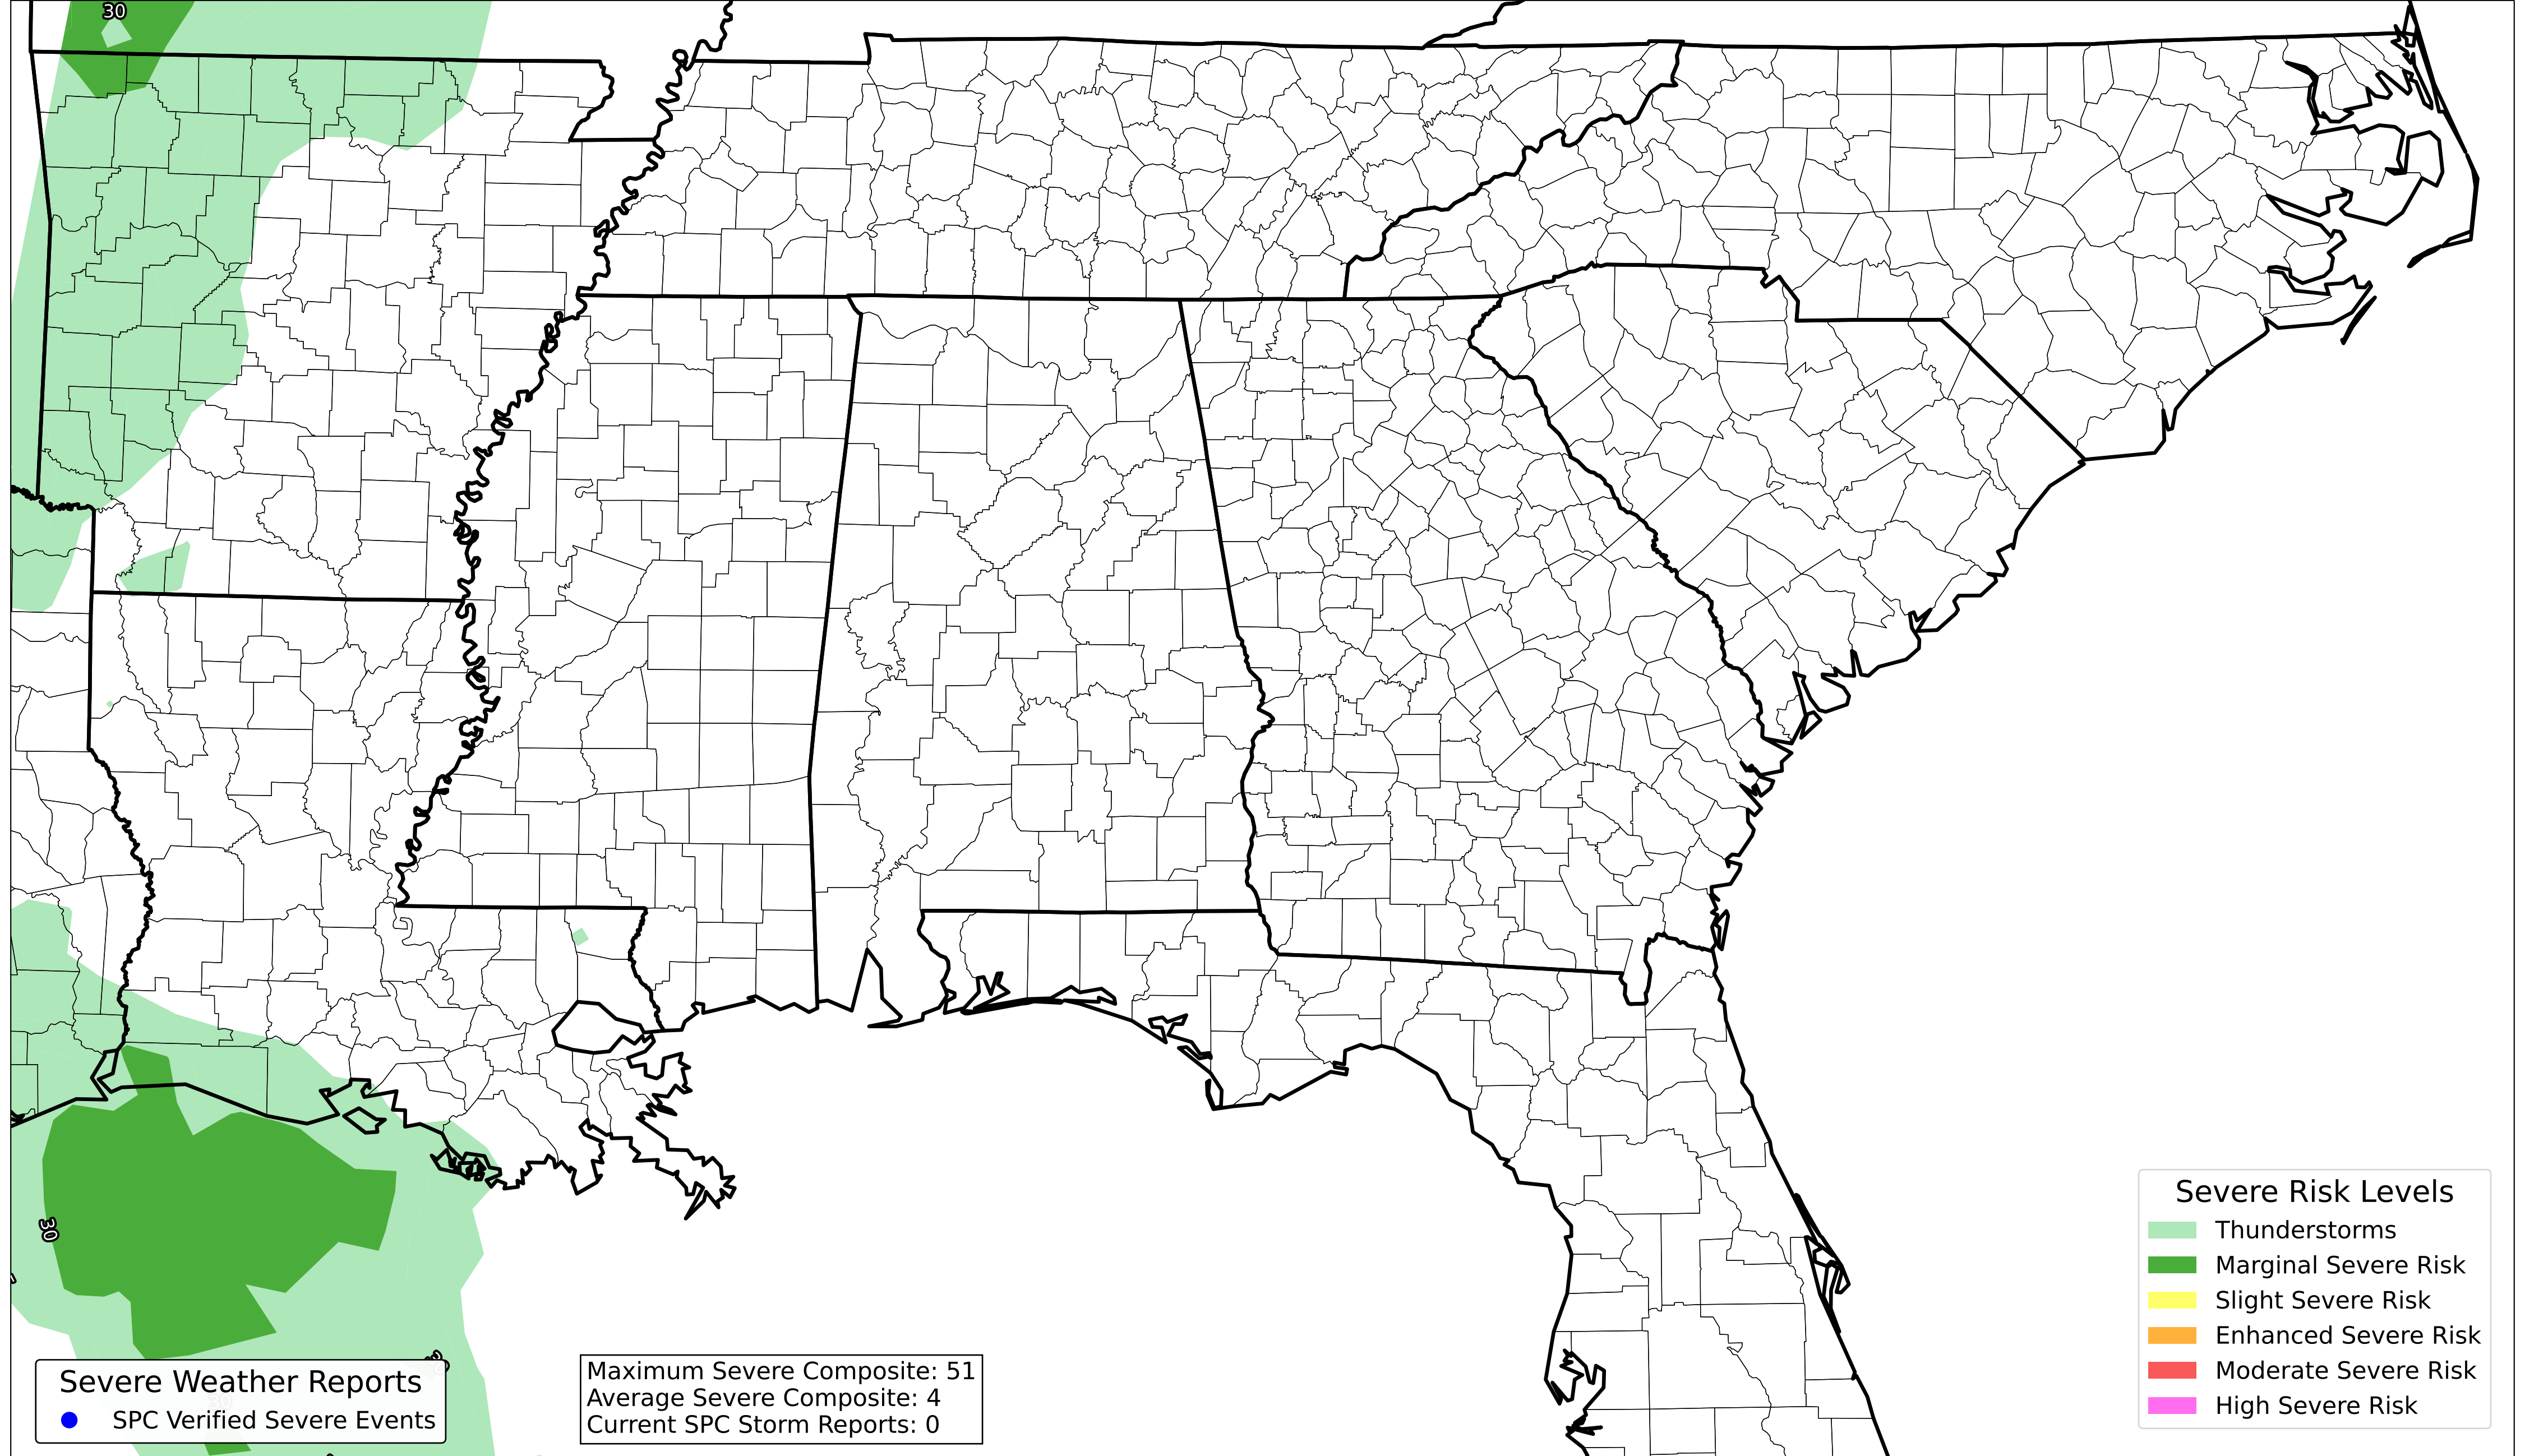 30
30
Severe Weather Reports
SPC Verified Severe Events
Maximum Severe Composite: 51
Average Severe Composite: 4
Current SPC Storm Reports: 0
Severe Risk Levels
Thunderstorms
Marginal Severe Risk
Slight Severe Risk
Enhanced Severe Risk
Moderate Severe Risk
High Severe Risk